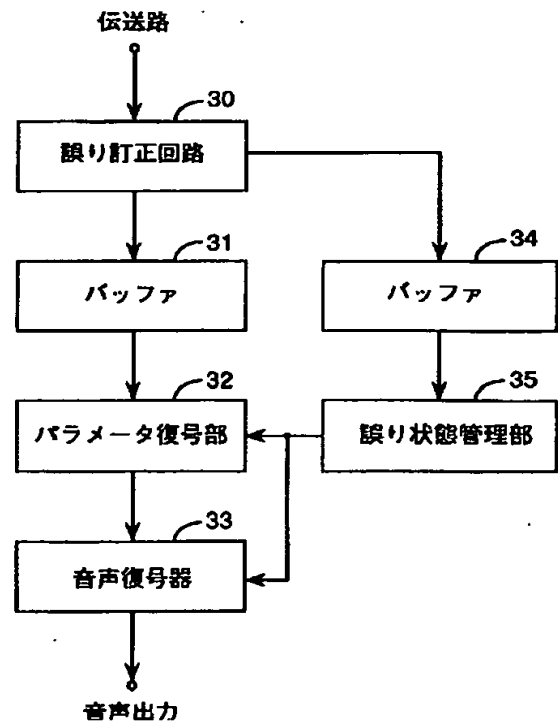 伝送路
30
誤り訂正回路
31
34
バッファ
バッファ
32
35
パラメータ復号部
誤り状態管理部
33
音声復号器
音声出力